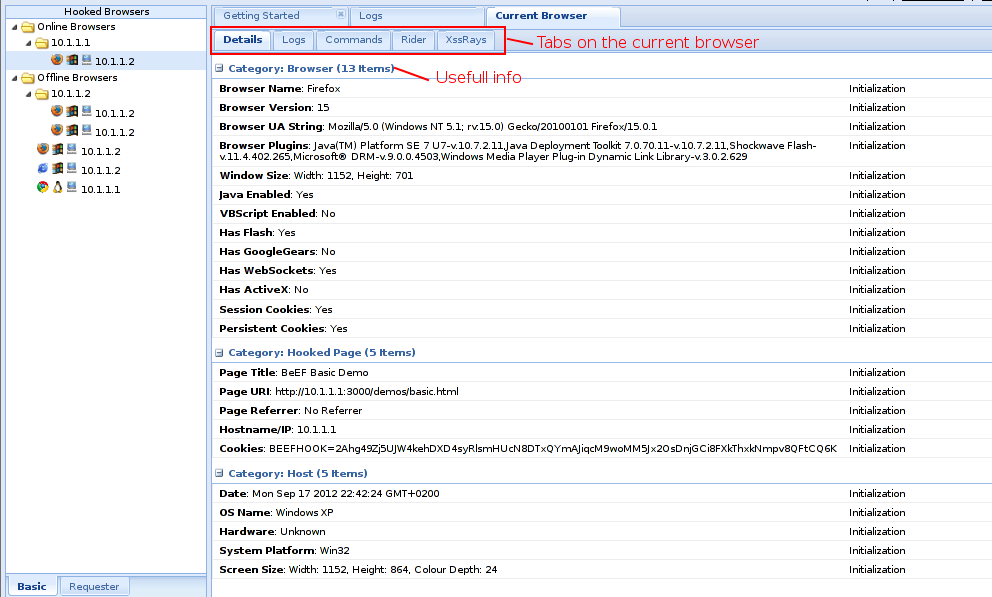 Hooked Browsers
Online Browsers
10.1.1.1
10.1.1.2
Offline Browsers
10.1.1.2
10.1.1.2
10.1.1.2
10.1.1.2
10.1.1.2
10.1.1.1
Basic Requester
Getting Started Logs Current Browser
Details Logs Commands Rider XssRays
Tabs on the current browser
Category: Browser (13 Items)
Usefull info
Browser Name: Firefox Initialization
Browser Version: 15 Initialization
Browser UA String: Mozilla/5.0 (Windows NT 5.1; rv:15.0) Gecko/20100101 Firefox/15.0.1 Initialization
Browser Plugins: Java(TM) Platform SE 7 U7-v.10.7.2.11,Java Deployment Toolkit 7.0.70.11-v.10.7.2.11,Shockwave Flash- Initialization
v.11.4.402.265,Microsoft® DRM-v.9.0.0.4503,Windows Media Player Plug-in Dynamic Link Library-v.3.0.2.629
Window Size: Width: 1152, Height: 701 Initialization
Java Enabled: Yes Initialization
VBScript Enabled: No Initialization
Has Flash: Yes Initialization
Has GoogleGears: No Initialization
Has WebSockets: Yes Initialization
Has ActiveX: No Initialization
Session Cookies: Yes Initialization
Persistent Cookies: Yes Initialization
Category: Hooked Page (5 Items)
Page Title: BeEF Basic Demo Initialization
Page URI: http://10.1.1.1:3000/demos/basic.html Initialization
Page Referrer: No Referrer Initialization
Hostname/IP: 10.1.1.1 Initialization
Cookies: BEEFHOOK=2Ahg49Zj5UJW4kehDXD4syRlsmHUcN8DTxQYmAJiqcM9woMM5Jx2OsDnjGCi8FXkThxkNmpv8QFtCQ6K Initialization
Category: Host (5 Items)
Date: Mon Sep 17 2012 22:42:24 GMT+0200 Initialization
OS Name: Windows XP Initialization
Hardware: Unknown Initialization
System Platform: Win32 Initialization
Screen Size: Width: 1152, Height: 864, Colour Depth: 24 Initialization